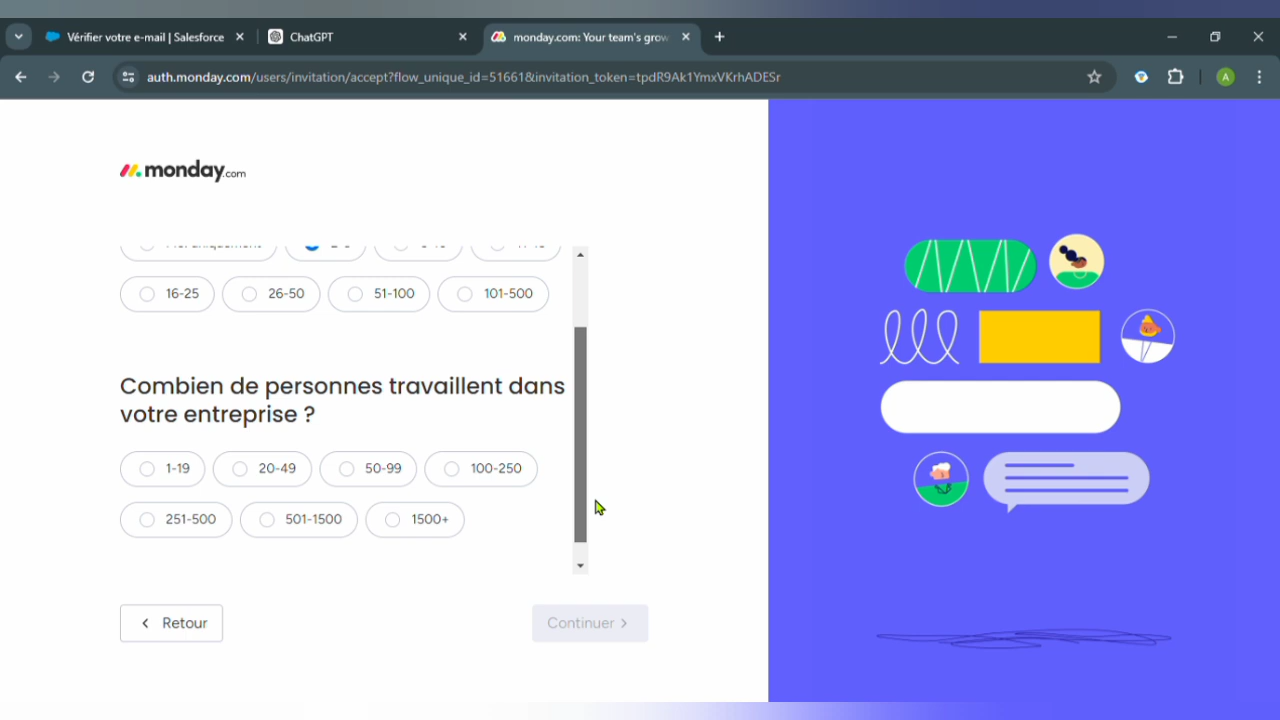 Vérifier votre e-mail | Salesforce
ChatGPT
monday.com: Your team's grow
auth.monday.com/users/invitation/accept?flow_unique_id=51661&invitation_token=tpdR9Ak1YmxVKrhADESr
A
monday.com
16-25 26-50 51-100 101-500
Combien de personnes travaillent dans
votre entreprise ?
1-19 20-49 50-99 100-250
251-500 501-1500 1500+
Retour
Continuer